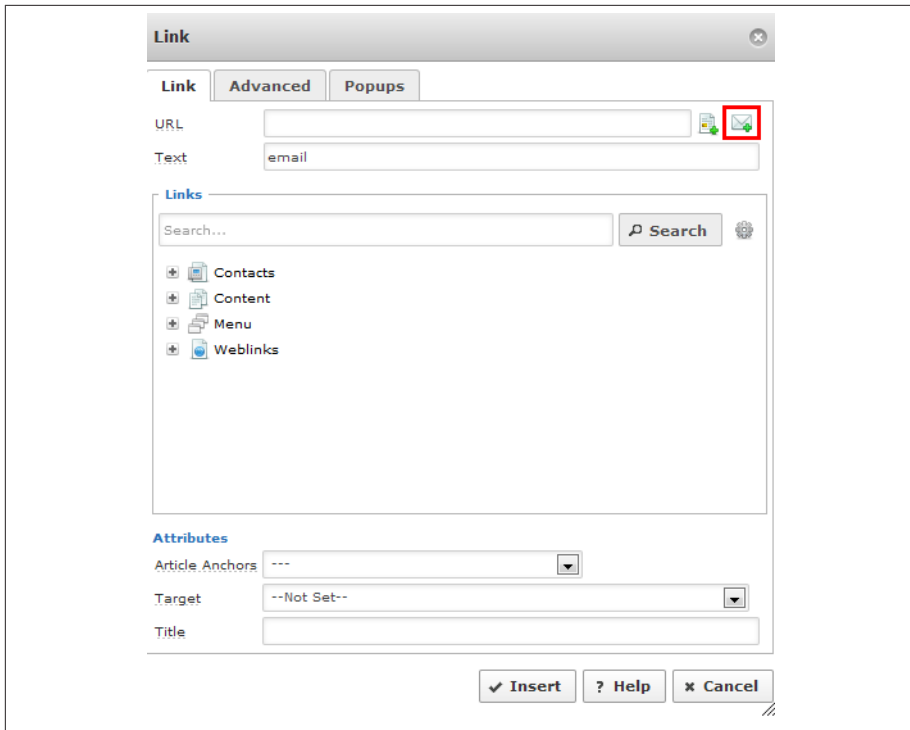 Link
Link Advanced Popups
URL
Text email
Links
Search... Search
Contacts
Content
Menu
Weblinks
Attributes
Article Anchors ---
Target --Not Set--
Title
Insert ? Help Cancel